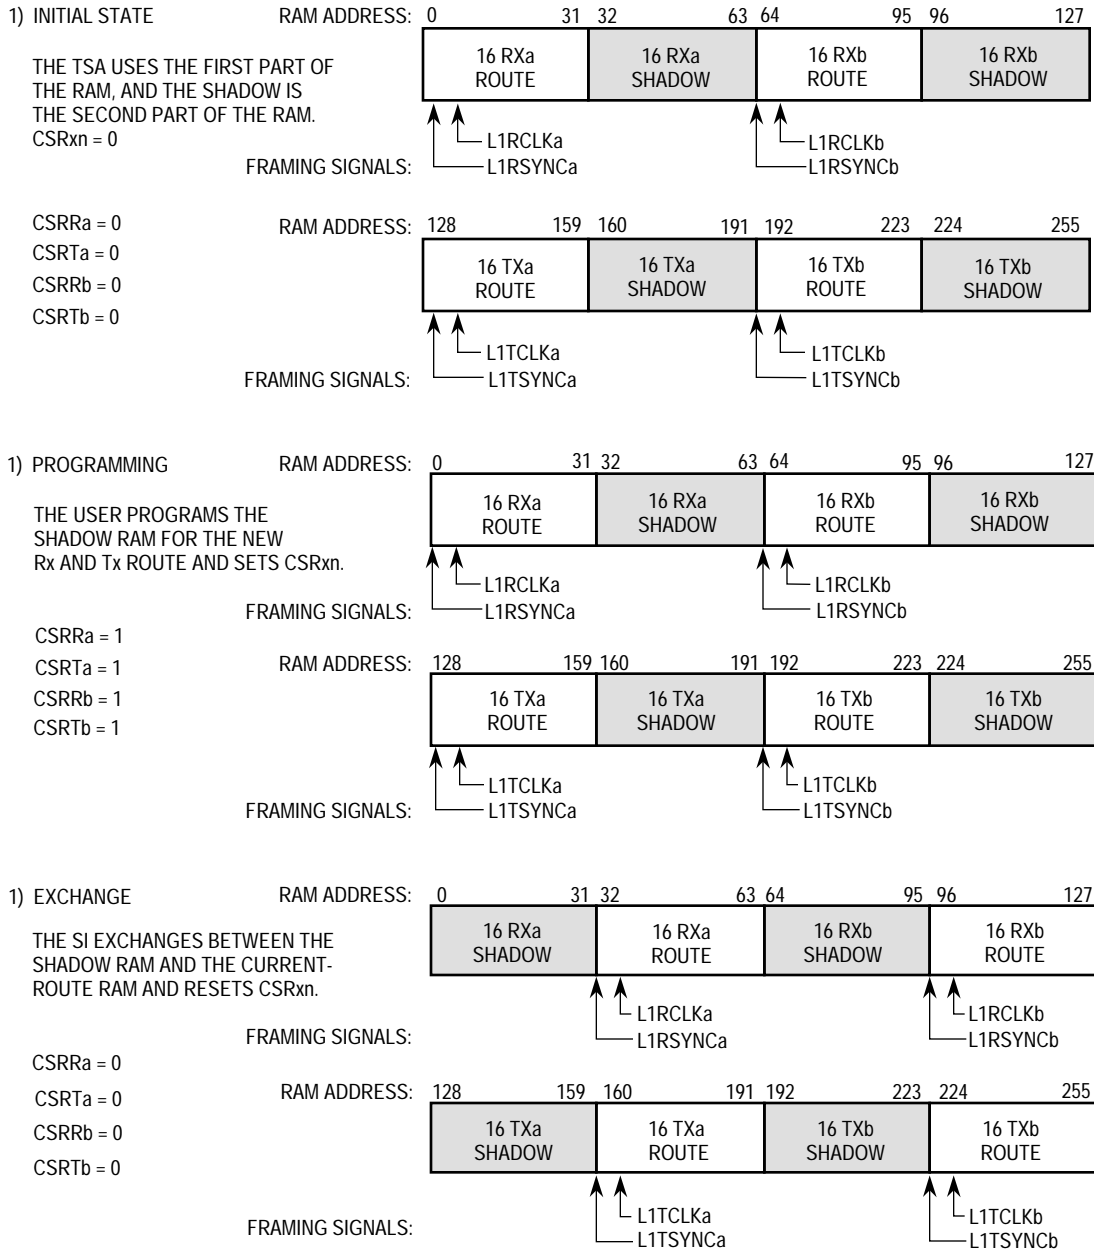 1) INITIAL STATE
RAM ADDRESS: 0 31 32 63 64 95 96 127
THE TSA USES THE FIRST PART OF
THE RAM, AND THE SHADOW IS
THE SECOND PART OF THE RAM.
CSRxn = 0
16 RXa
ROUTE
16 RXa
SHADOW
16 RXb
ROUTE
16 RXb
SHADOW
L1RCLKa
L1RCLKb
FRAMING SIGNALS: L1RSYNCa L1RSYNCb
CSRRa = 0
CSRTa = 0
CSRRb = 0
CSRTb = 0
RAM ADDRESS: 128 159 160 191 192 223 224 255
16 TXa
ROUTE
16 TXa
SHADOW
16 TXb
ROUTE
16 TXb
SHADOW
L1TCLKa
L1TCLKb
FRAMING SIGNALS: L1TSYNCa L1TSYNCb
1) PROGRAMMING
RAM ADDRESS: 0 31 32 63 64 95 96 127
THE USER PROGRAMS THE
SHADOW RAM FOR THE NEW
Rx AND Tx ROUTE AND SETS CSRxn.
16 RXa
ROUTE
16 RXa
SHADOW
16 RXb
ROUTE
16 RXb
SHADOW
L1RCLKa
L1RCLKb
FRAMING SIGNALS: L1RSYNCa L1RSYNCb
CSRRa = 1
CSRTa = 1
CSRRb = 1
CSRTb = 1
RAM ADDRESS: 128 159 160 191 192 223 224 255
16 TXa
ROUTE
16 TXa
SHADOW
16 TXb
ROUTE
16 TXb
SHADOW
L1TCLKa
L1TCLKb
FRAMING SIGNALS: L1TSYNCa L1TSYNCb
1) EXCHANGE
RAM ADDRESS: 0 31 32 63 64 95 96 127
THE SI EXCHANGES BETWEEN THE
SHADOW RAM AND THE CURRENT-
ROUTE RAM AND RESETS CSRxn.
16 RXa
SHADOW
16 RXa
ROUTE
16 RXb
SHADOW
16 RXb
ROUTE
L1RCLKa
L1RCLKb
FRAMING SIGNALS: L1RSYNCa L1RSYNCb
CSRRa = 0
CSRTa = 0
CSRRb = 0
CSRTb = 0
RAM ADDRESS: 128 159 160 191 192 223 224 255
16 TXa
SHADOW
16 TXa
ROUTE
16 TXb
SHADOW
16 TXb
ROUTE
L1TCLKa
L1TCLKb
FRAMING SIGNALS: L1TSYNCa L1TSYNCb